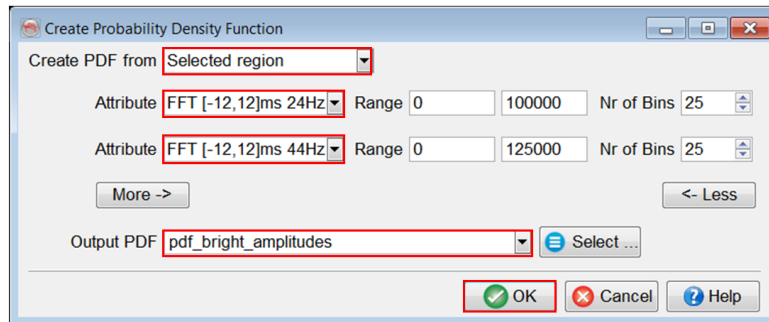 Create Probability Density Function
Create PDF from Selected region
Attribute FFT [-12,12]ms 24Hz Range 0 100000 Nr of Bins 25
Attribute FFT [-12,12]ms 44Hz Range 0 125000 Nr of Bins 25
More -> <- Less
Output PDF pdf_bright_amplitudes Select ...
OK Cancel Help